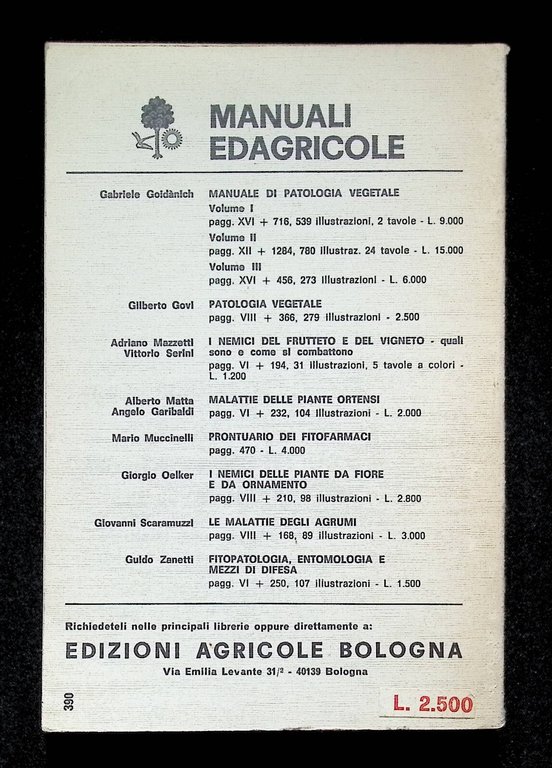 MANUALI
EDAGRICOLE
Gabriele Goidànich MANUALE DI PATOLOGIA VEGETALE
Volume I
pagg. XVI + 716, 539 illustrazioni, 2 tavole - L. 9.000
Volume II
pagg. XII + 1284, 780 illustraz. 24 tavole - L. 15.000
Volume III
pagg. XVI + 456, 273 illustrazioni - L. 6.000
Gilberto Govi PATOLOGIA VEGETALE
pagg. VIII + 366, 279 illustrazioni - 2.500
Adriano Mazzetti I NEMICI DEL FRUTTETO E DEL VIGNETO - quali
Vittorio Serini sono e come si combattono
pagg. VI + 194, 31 illustrazioni, 5 tavole a colori -
L. 1.200
Alberto Matta MALATTIE DELLE PIANTE ORTENSI
Angelo Garibaldi pagg. VI + 232, 104 illustrazioni - L. 2.000
Mario Muccinelli PRONTUARIO DEI FITOFARMACI
pagg. 470 - L. 4.000
Giorgio Oelker I NEMICI DELLE PIANTE DA FIORE
E DA ORNAMENTO
pagg. VIII + 210, 98 illustrazioni - L. 2.800
Giovanni Scaramuzzi LE MALATTIE DEGLI AGRUMI
pagg. VIII + 168, 89 illustrazioni - L. 3.000
Guido Zanetti FITOPATOLOGIA, ENTOMOLOGIA E
MEZZI DI DIFESA
pagg. VI + 250, 107 illustrazioni - L. 1.500
Richiedeteli nelle principali librerie oppure direttamente a:
EDIZIONI AGRICOLE BOLOGNA
Via Emilia Levante 31/2 - 40139 Bologna
390
L. 2.500